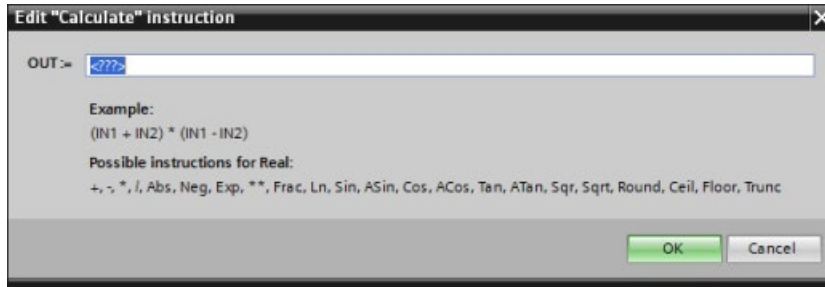 Edit "Calculate" instruction
OUT := <???>
Example:
(IN1 + IN2) * (IN1 - IN2)
Possible instructions for Real:
+, -, *, /, Abs, Neg, Exp, **, Frac, Ln, Sin, ASin, Cos, ACos, Tan, ATan, Sqr, Sqrt, Round, Ceil, Floor, Trunc
OK Cancel